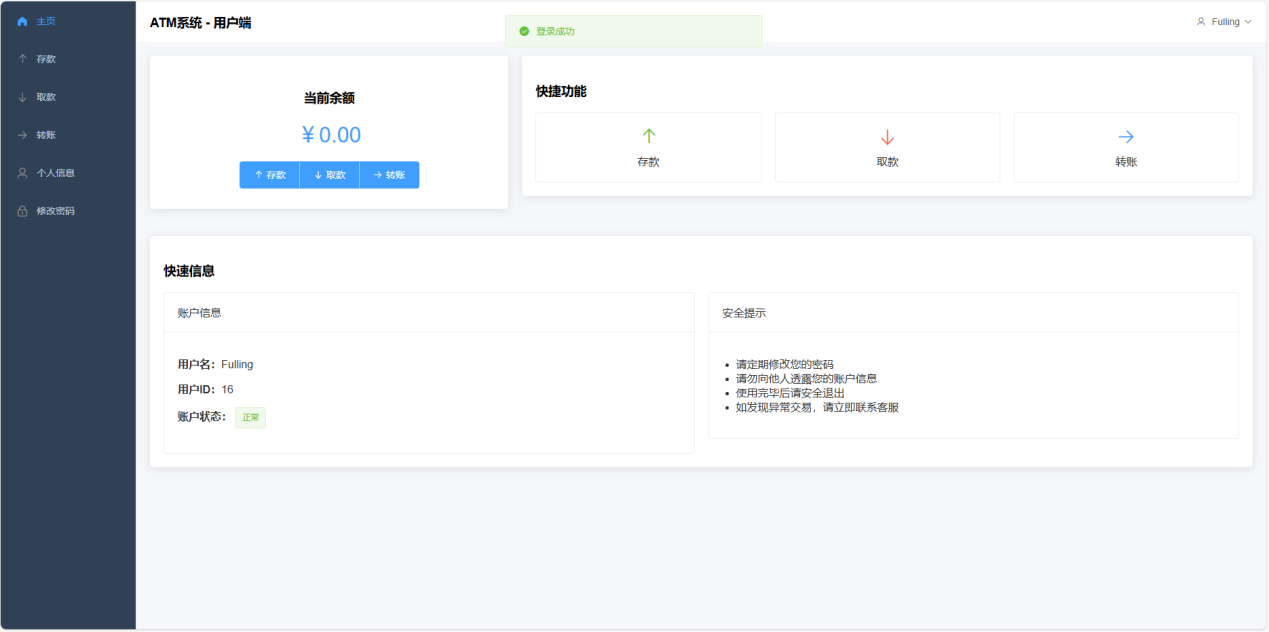 主页
存款
取款
转账
个人信息
修改密码
ATM系统 - 用户端
登录成功
Fulling
当前余额
¥ 0.00
存款 取款 转账
快捷功能
存款
取款
转账
快速信息
账户信息
用户名： Fulling
用户ID： 16
账户状态： 正常
安全提示
请定期修改您的密码
请勿向他人透露您的账户信息
使用完毕后请安全退出
如发现异常交易，请立即联系客服